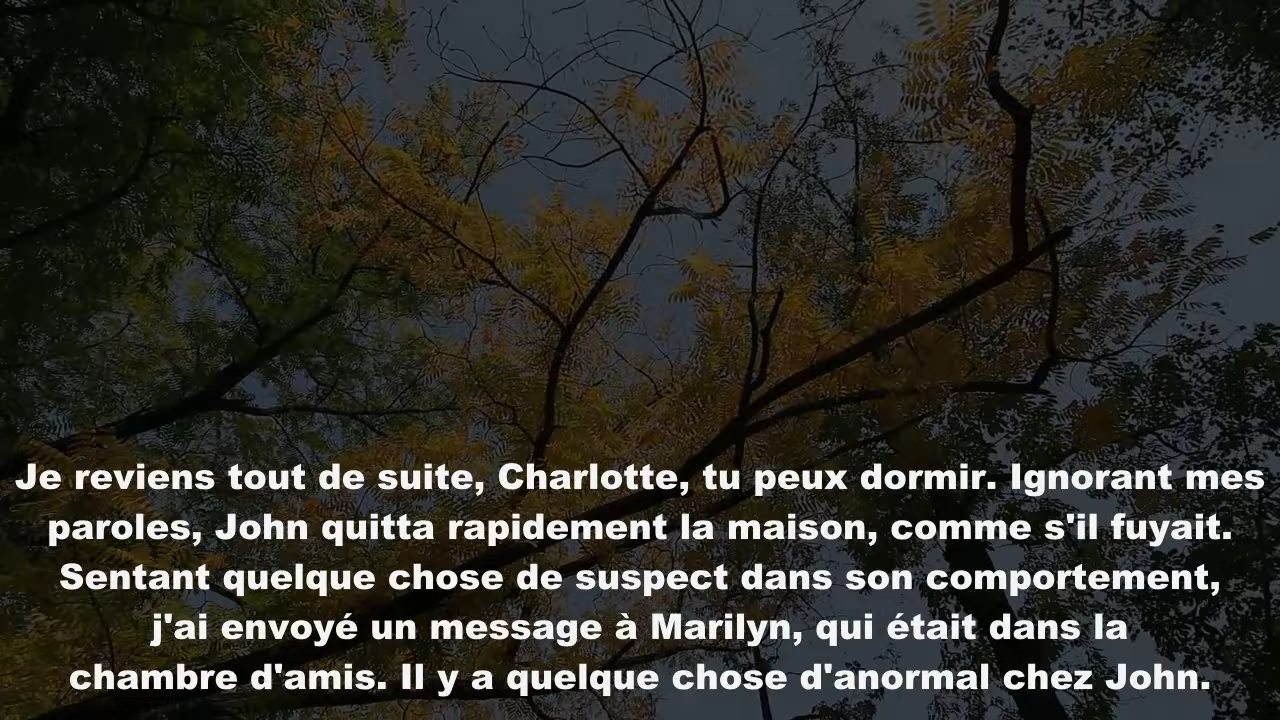 Je reviens tout de suite, Charlotte, tu peux dormir. Ignorant mes
paroles, John quitta rapidement la maison, comme s'il fuyait.
Sentant quelque chose de suspect dans son comportement,
j'ai envoyé un message à Marilyn, qui était dans la
chambre d'amis. Il y a quelque chose d'anormal chez John.